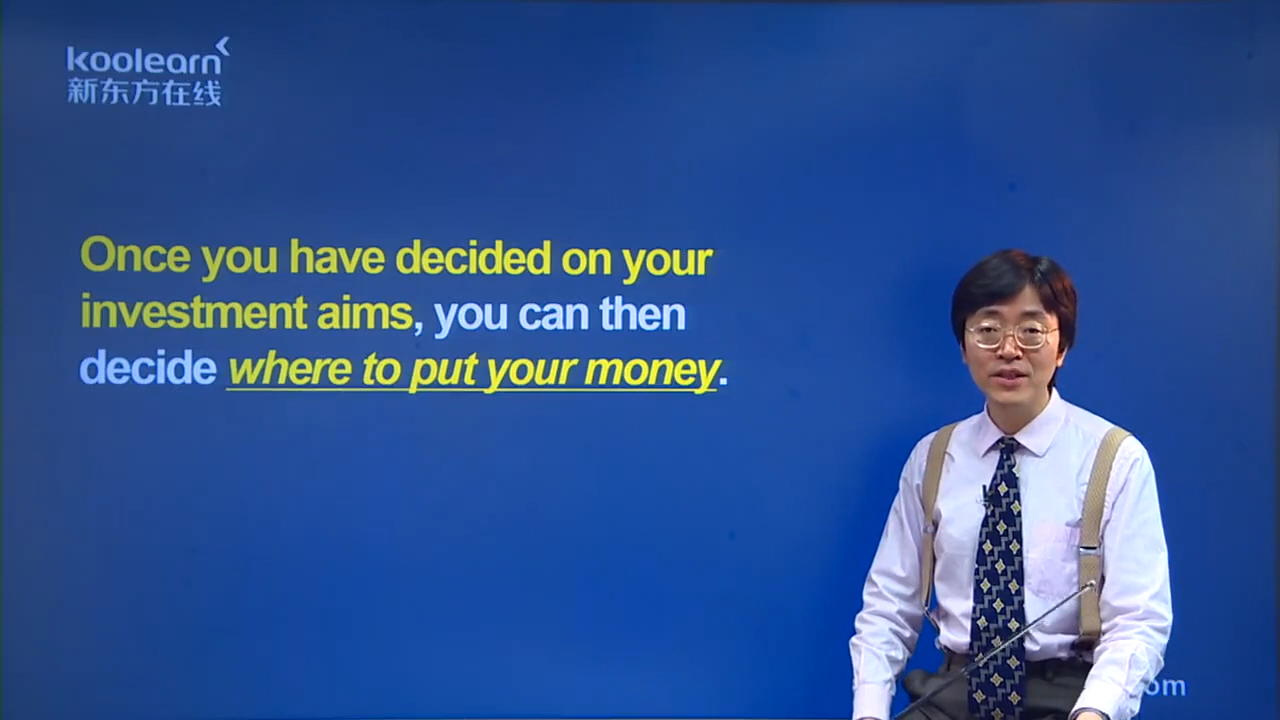 koolearn
新东方在线
Once you have decided on your
investment aims, you can then
decide where to put your money.
om